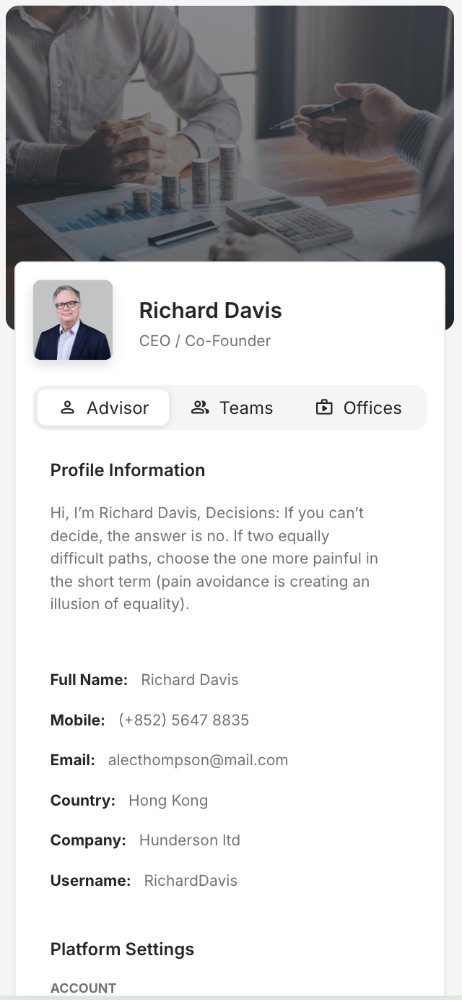 Richard Davis
CEO / Co-Founder
Advisor
Teams
Offices
Profile Information
Hi, I’m Richard Davis, Decisions: If you can’t
decide, the answer is no. If two equally
difficult paths, choose the one more painful in
the short term (pain avoidance is creating an
illusion of equality).
Full Name: Richard Davis
Mobile: (+852) 5647 8835
Email: alecthompson@mail.com
Country: Hong Kong
Company: Hunderson ltd
Username: RichardDavis
Platform Settings
ACCOUNT